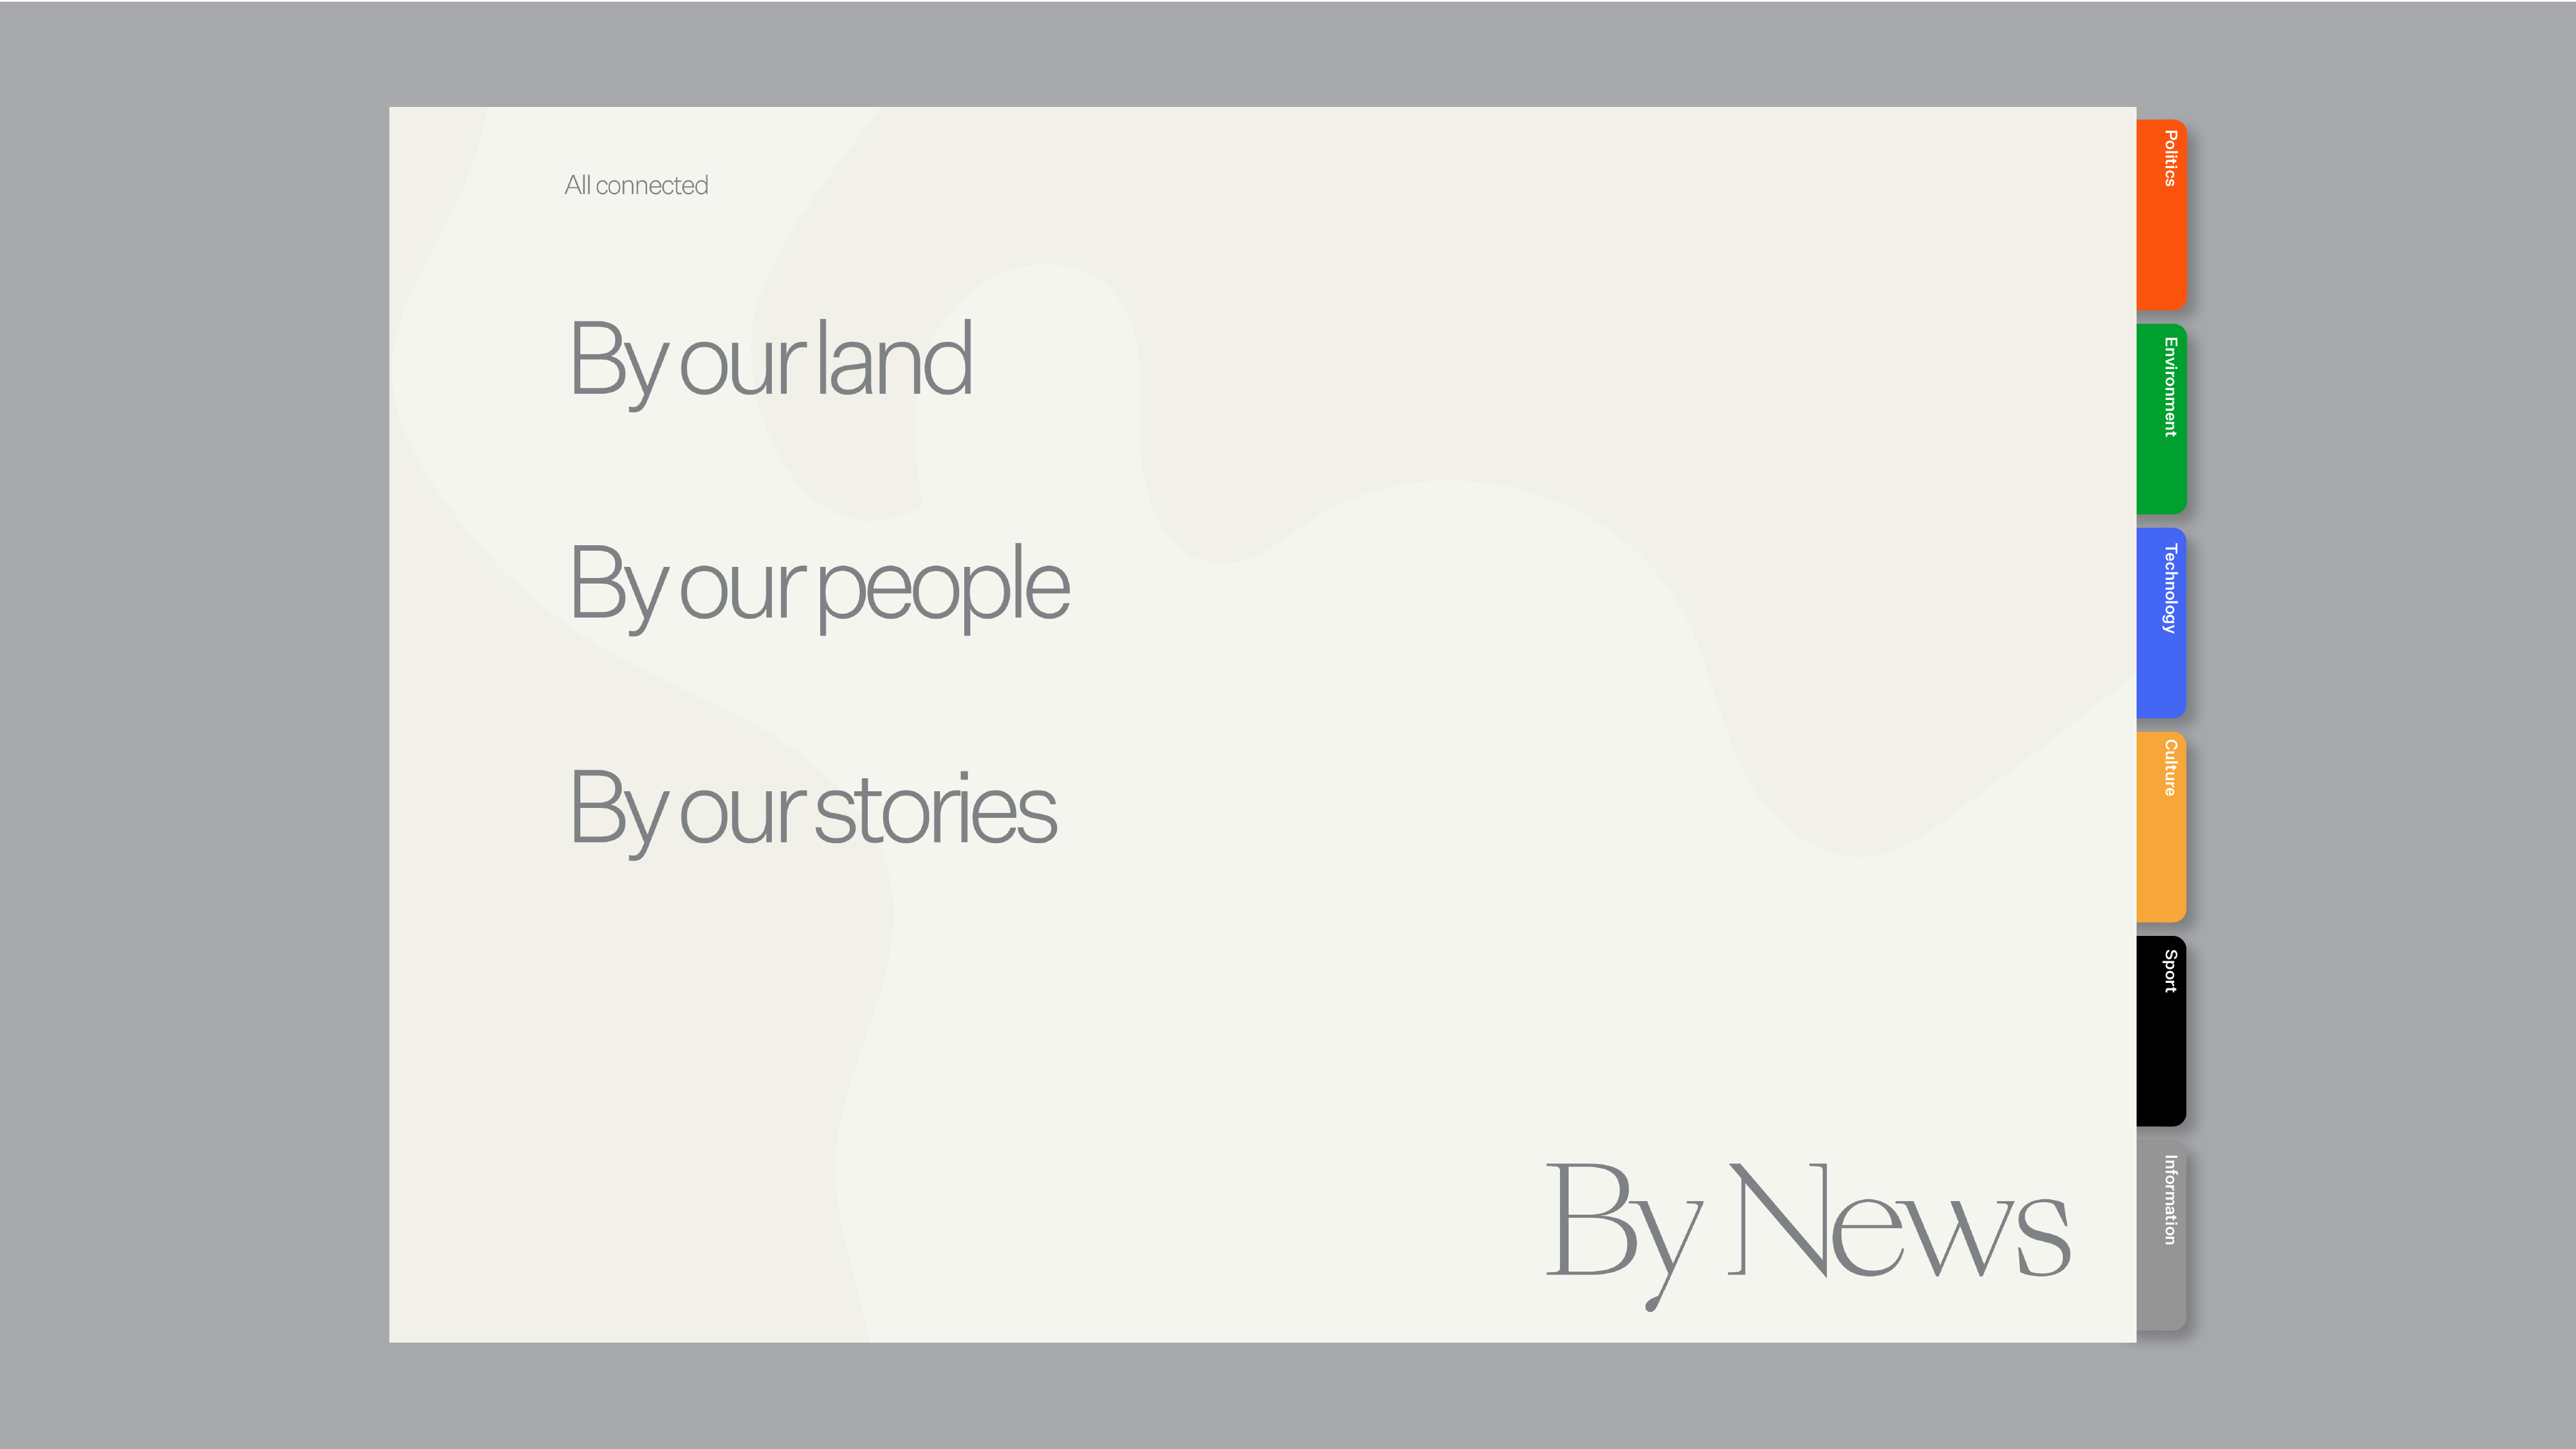 All connected
By our land
By our people
By our stories
By News
Politics
Environment
Technology
Culture
Sport
Information